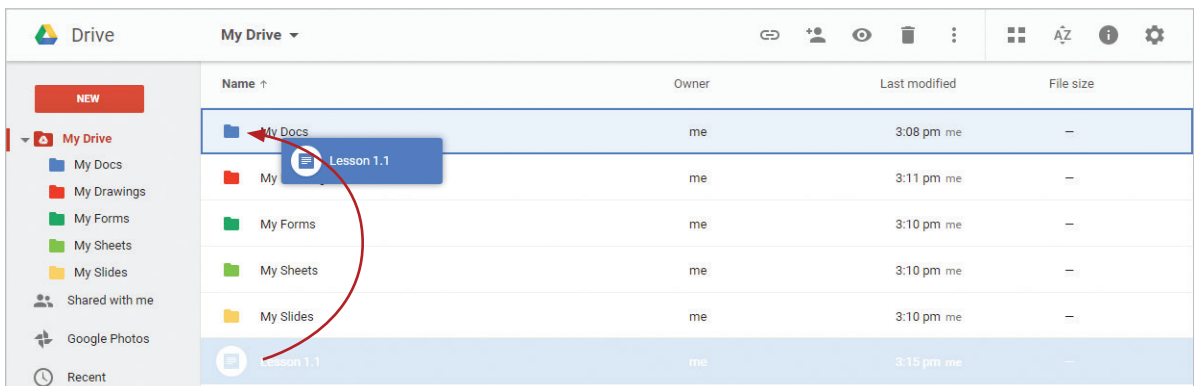 Drive
My Drive
NEW
My Drive
My Docs
My Drawings
My Forms
My Sheets
My Slides
Shared with me
Google Photos
Recent
Name ↑ Owner Last modified File size
My Docs me 3:08 pm me —
Lesson 1.1
My me 3:11 pm me —
My Forms me 3:10 pm me —
My Sheets me 3:10 pm me —
My Slides me 3:10 pm me —
Lesson 1.1 me 3:15 pm me —
AZ